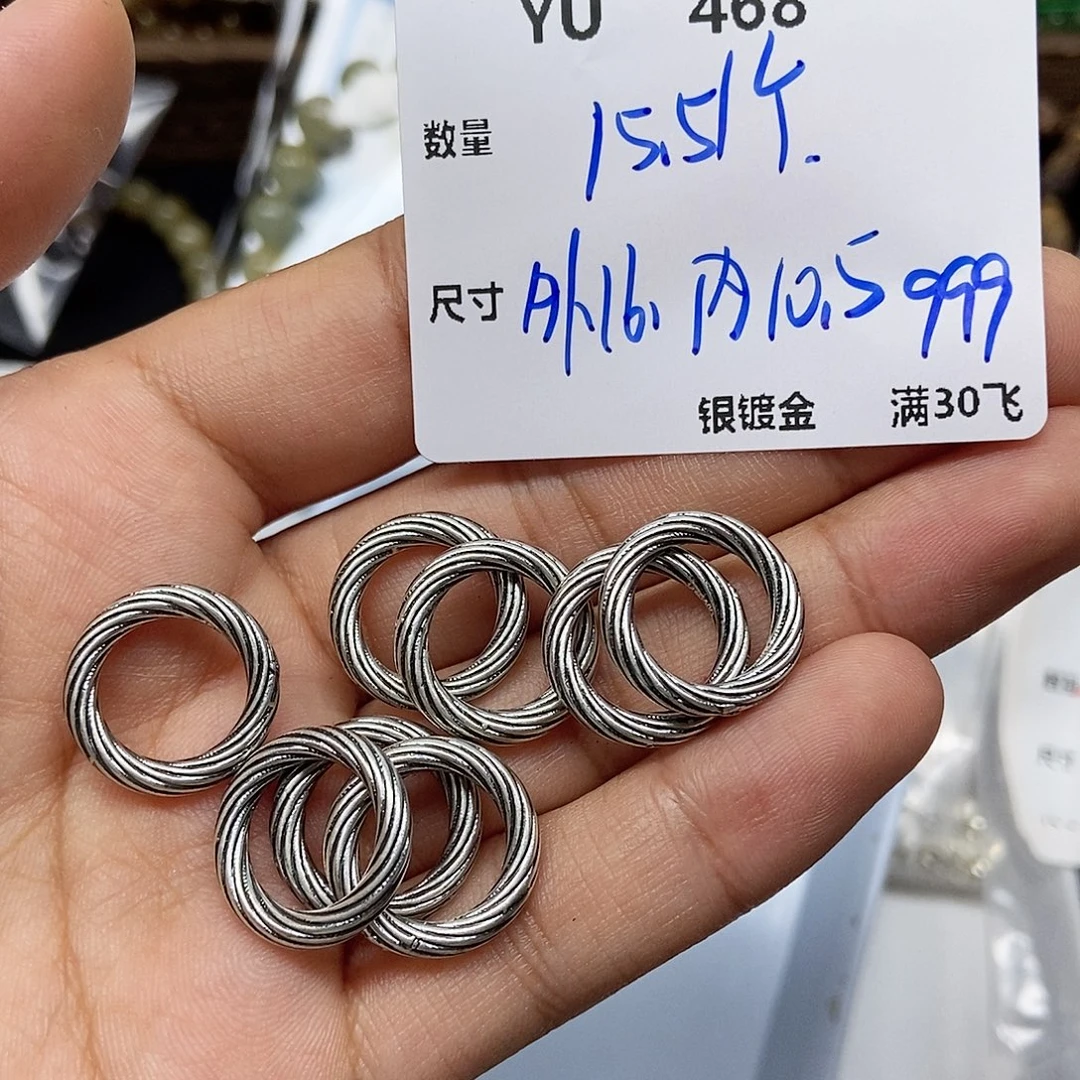 YU 468
数量 15.5/个.
尺寸 外16. 内10.5 999
银镀金 满30飞